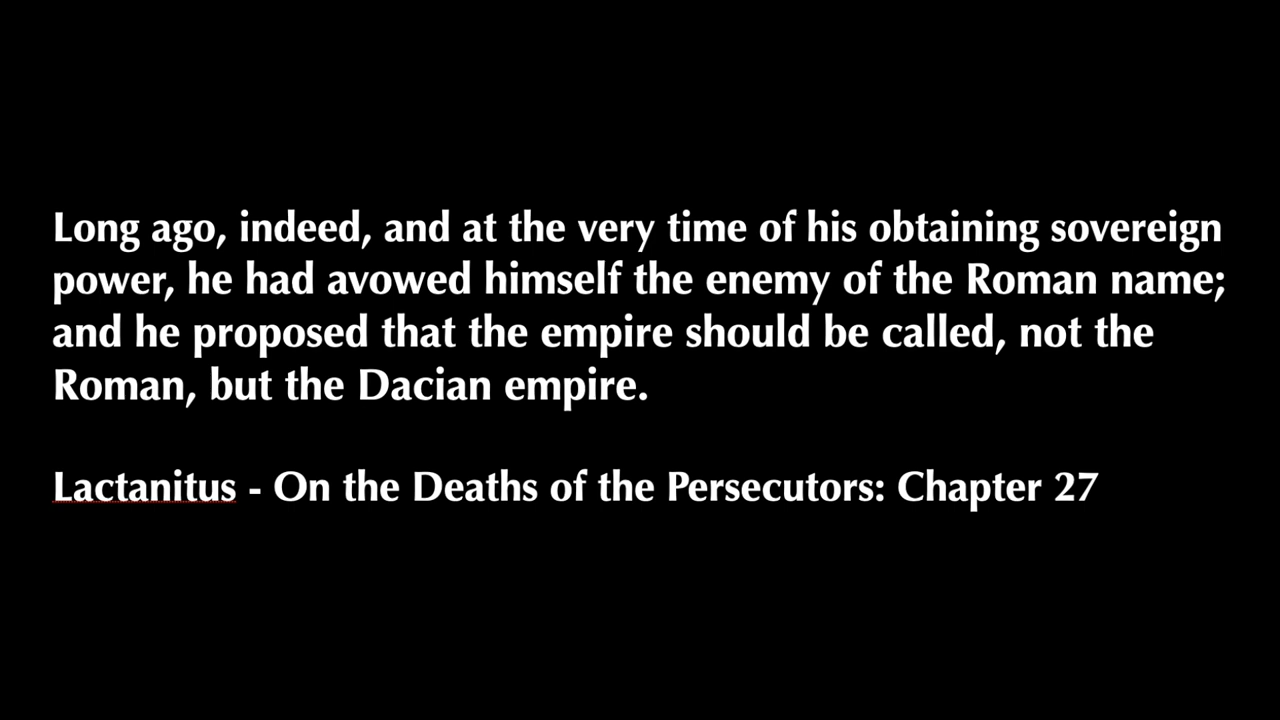 Long ago, indeed, and at the very time of his obtaining sovereign
power, he had avowed himself the enemy of the Roman name;
and he proposed that the empire should be called, not the
Roman, but the Dacian empire.
Lactanitus - On the Deaths of the Persecutors: Chapter 27